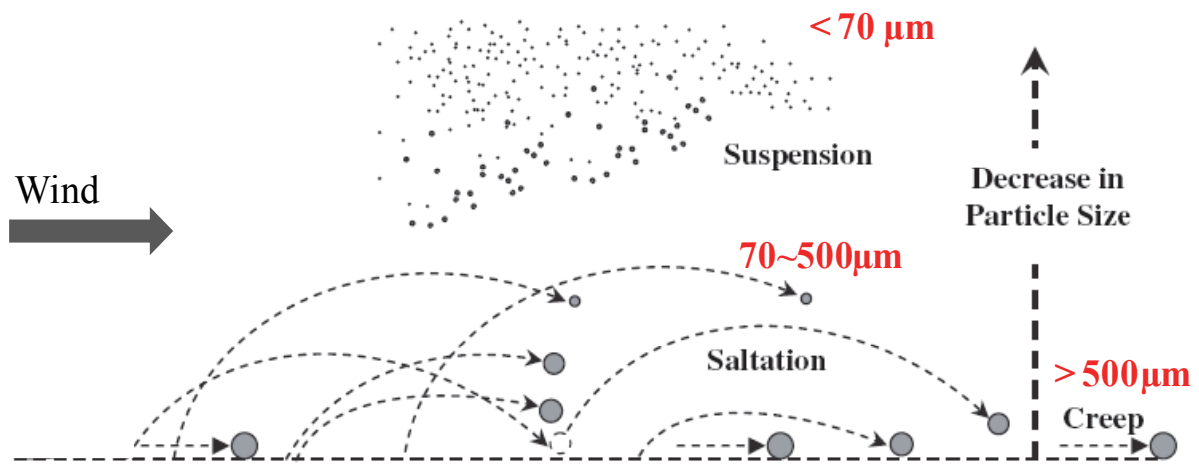 < 70 μm
Suspension
Wind
Decrease in
Particle Size
70~500μm
Saltation
> 500μm
Creep